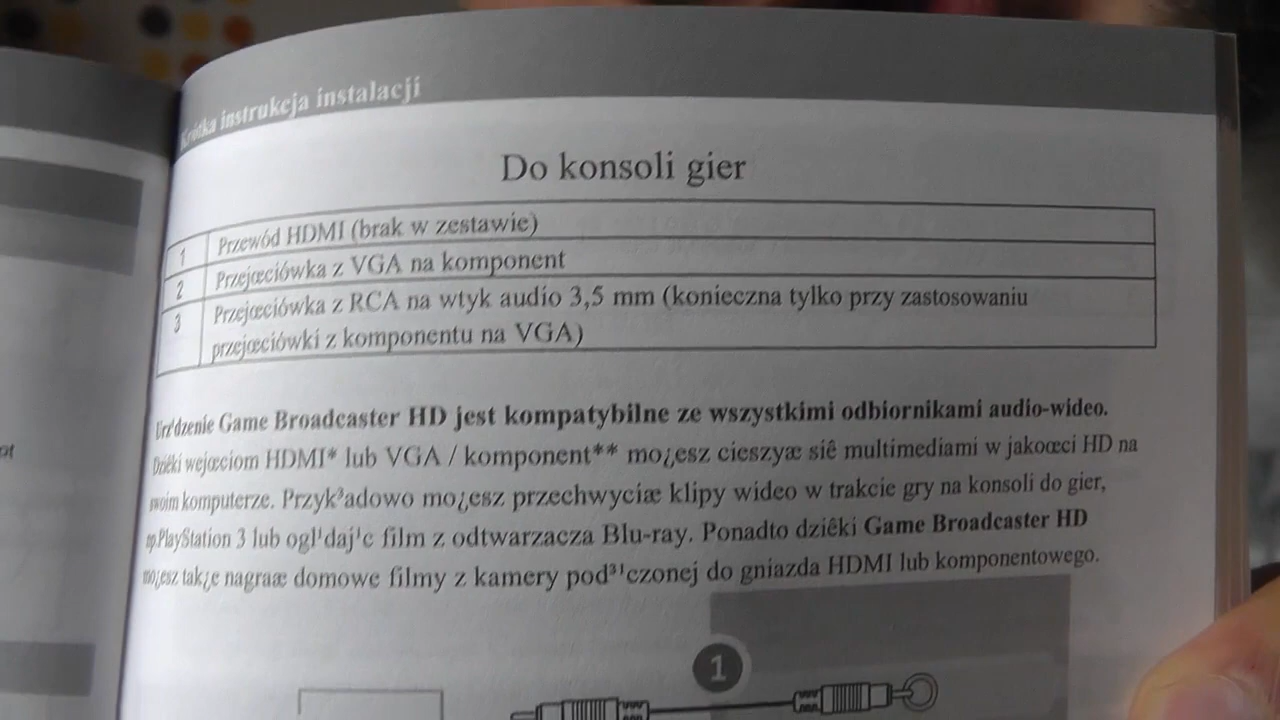 Krótka instrukcja instalacji
Do konsoli gier
1 Przewód HDMI (brak w zestawie)
2 Przejœciówka z VGA na komponent
3 Przejœciówka z RCA na wtyk audio 3,5 mm (konieczna tylko przy zastosowaniu
przejœciówki z komponentu na VGA)
Urz¹dzenie Game Broadcaster HD jest kompatybilne ze wszystkimi odbiornikami audio-wideo.
Dziêki wejœciom HDMI* lub VGA / komponent** mo¿esz cieszyæ siê multimediami w jakoœci HD na
swoim komputerze. Przyk³adowo mo¿esz przechwyciæ klipy wideo w trakcie gry na konsoli do gier,
np.PlayStation 3 lub ogl¹daj¹c film z odtwarzacza Blu-ray. Ponadto dziêki Game Broadcaster HD
mo¿esz tak¿e nagraæ domowe filmy z kamery pod³¹czonej do gniazda HDMI lub komponentowego.
1